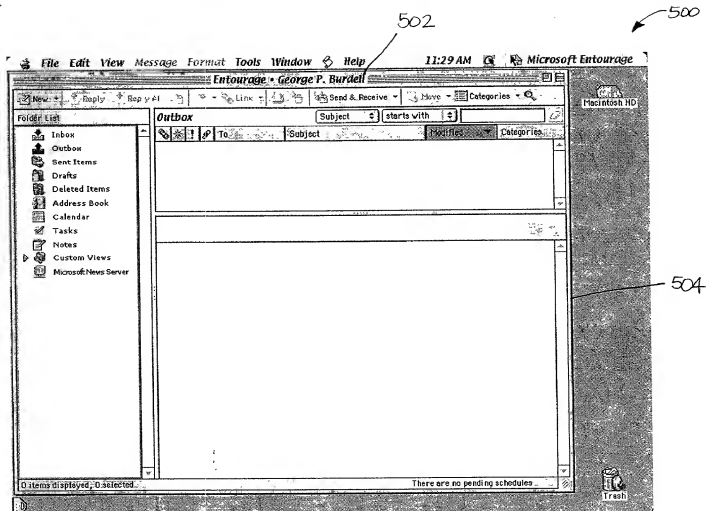 502
500
File Edit View Message Format Tools Window Help 11:29 AM Microsoft Entourage
Entourage • George P. Burdell
New Reply Reply All Link Send & Receive Move Categories
Macintosh HD
Folder List
Outbox Subject starts with
To Subject Modified Categories
Inbox
Outbox
Sent Items
Drafts
Deleted Items
Address Book
Calendar
Tasks
Notes
Custom Views
Microsoft News Server
504
0 items displayed, 0 selected There are no pending schedules
Trash